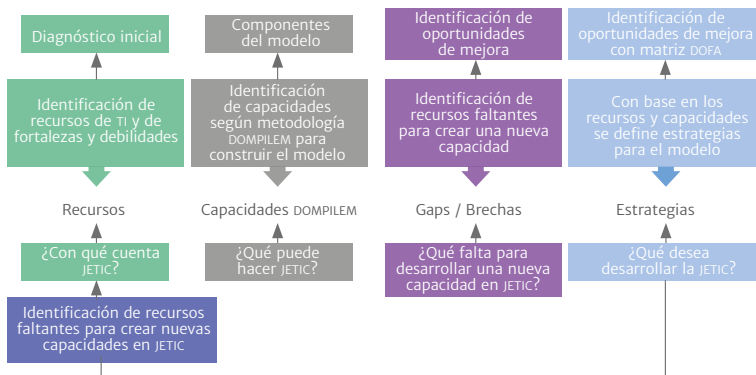 Diagnóstico inicial
Componentes
del modelo
Identificación de
oportunidades
de mejora
Identificación de
oportunidades de mejora
con matriz DOFA
Identificación de
recursos de TI y de
fortalezas y debilidades
Identificación
de capacidades
según metodología
DOMPILEM para
construir el modelo
Identificación de
recursos faltantes
para crear una nueva
capacidad
Con base en los
recursos y capacidades
se define estrategias
para el modelo
Recursos
Capacidades DOMPILEM
Gaps / Brechas
Estrategias
¿Con qué cuenta
JETIC?
¿Qué puede
hacer JETIC?
¿Qué falta para
desarrollar una nueva
capacidad en JETIC?
¿Qué desea
desarrollar la JETIC?
Identificación de recursos
faltantes para crear nuevas
capacidades en JETIC